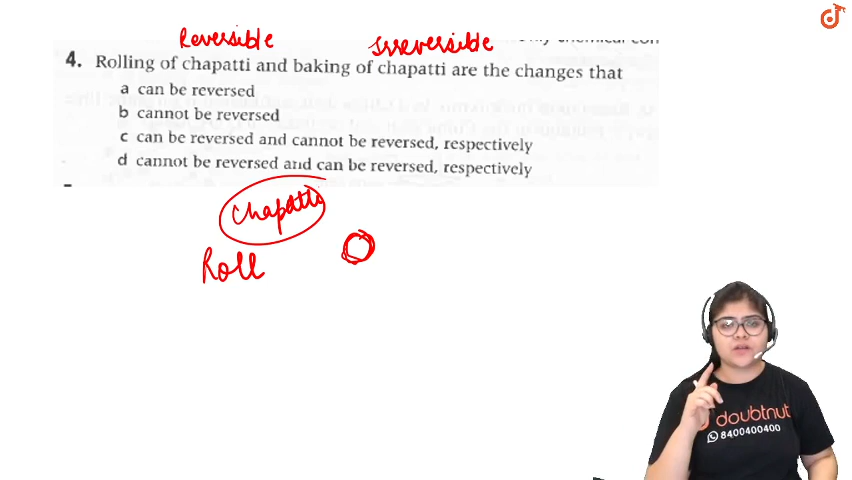 Reversible Irreversible
4. Rolling of chapatti and baking of chapatti are the changes that
a can be reversed
b cannot be reversed
c can be reversed and cannot be reversed, respectively
d cannot be reversed and can be reversed, respectively
Chapatti
Roll
doubtnut
8400400400